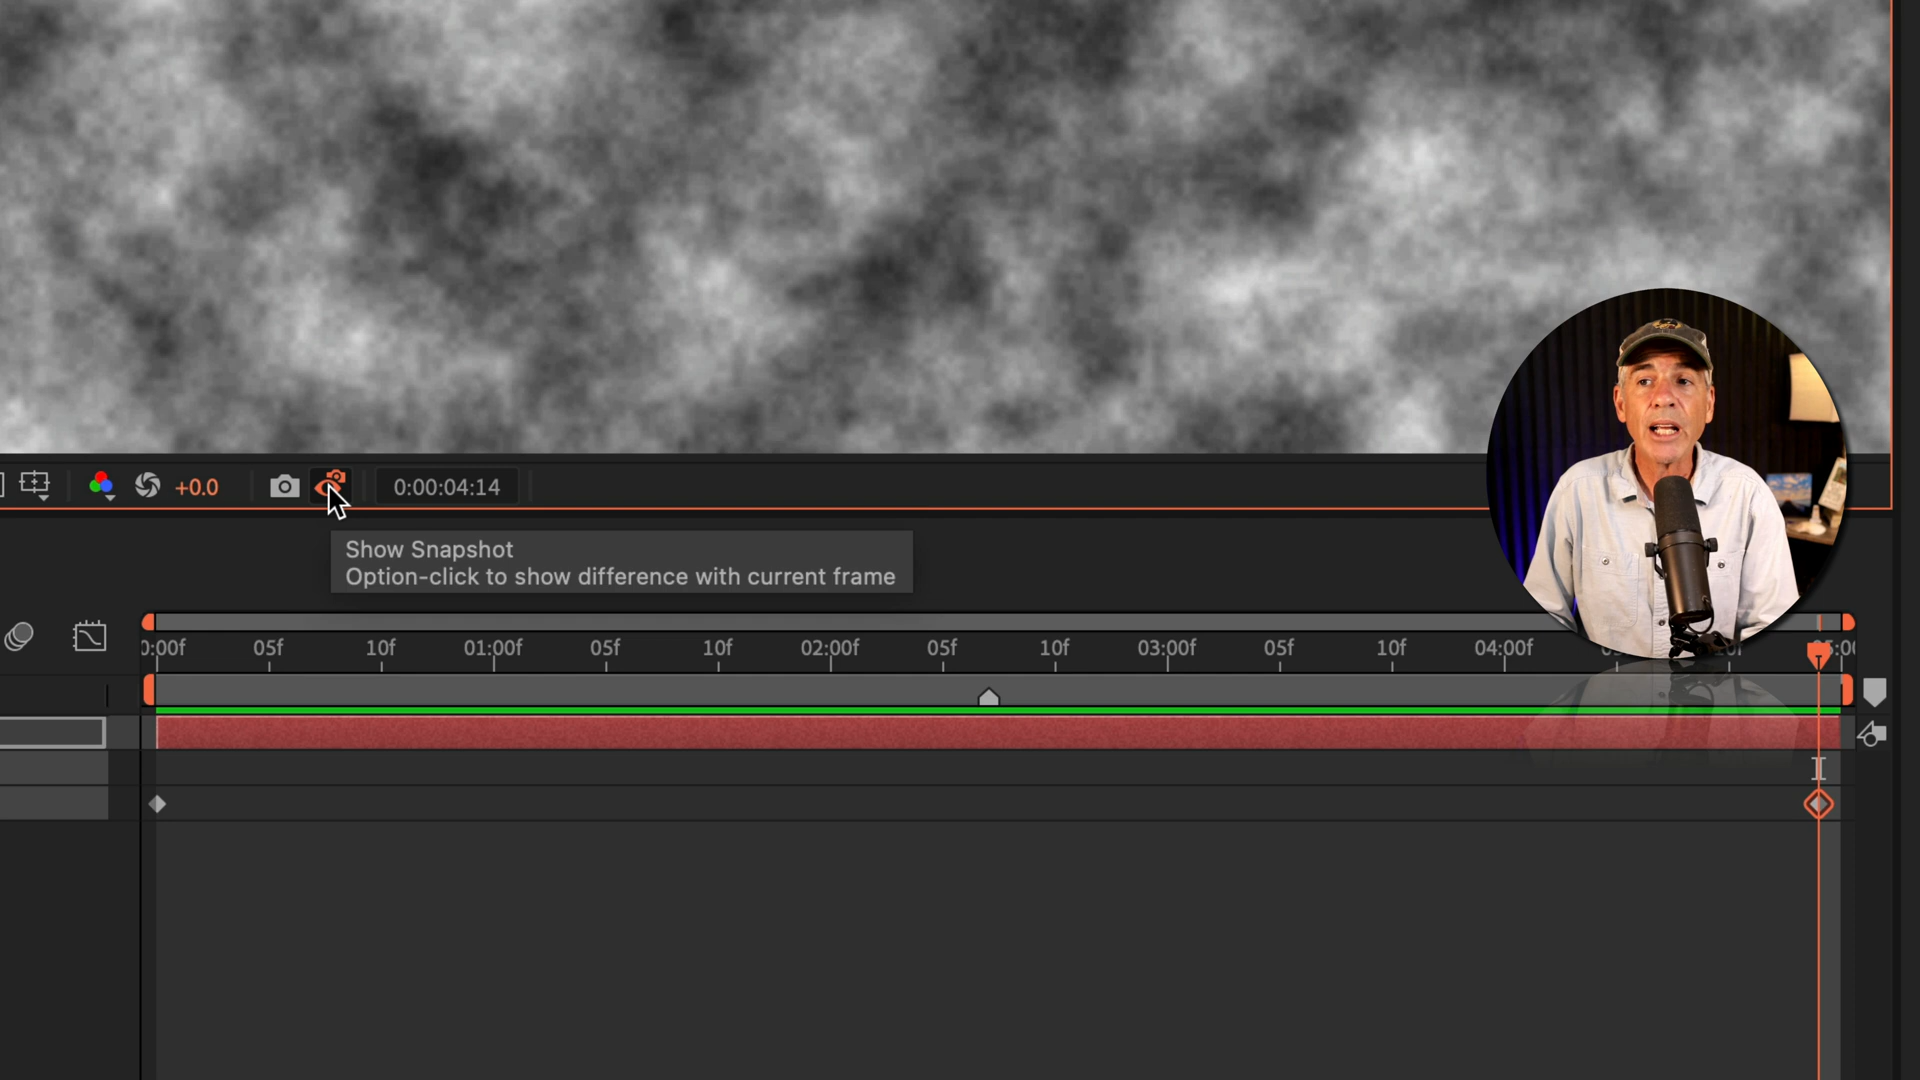 +0.0
0:00:04:14
Show Snapshot
Option-click to show difference with current frame
0:00f 05f 10f 01:00f 05f 10f 02:00f 05f 10f 03:00f 05f 10f 04:00f